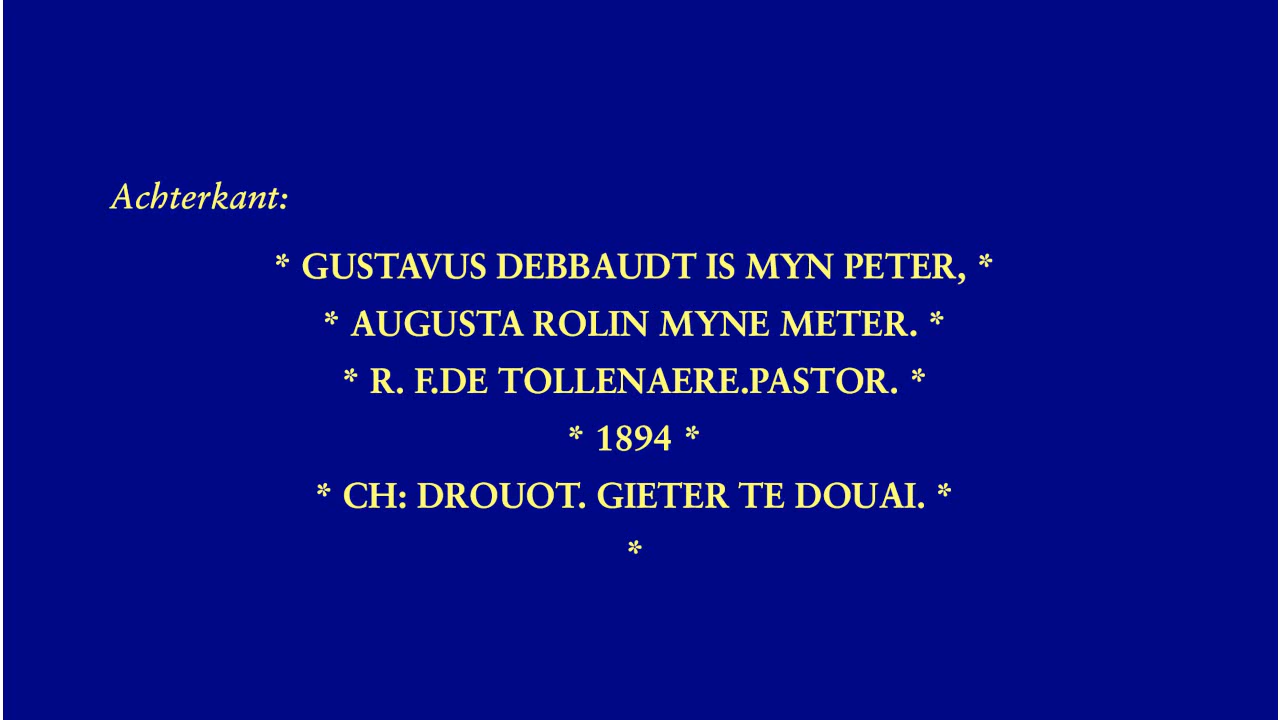 Achterkant:
* GUSTAVUS DEBBAUDT IS MYN PETER, *
* AUGUSTA ROLIN MYNE METER. *
* R. F.DE TOLLENAERE.PASTOR. *
* 1894 *
* CH: DROUOT. GIETER TE DOUAI. *
*